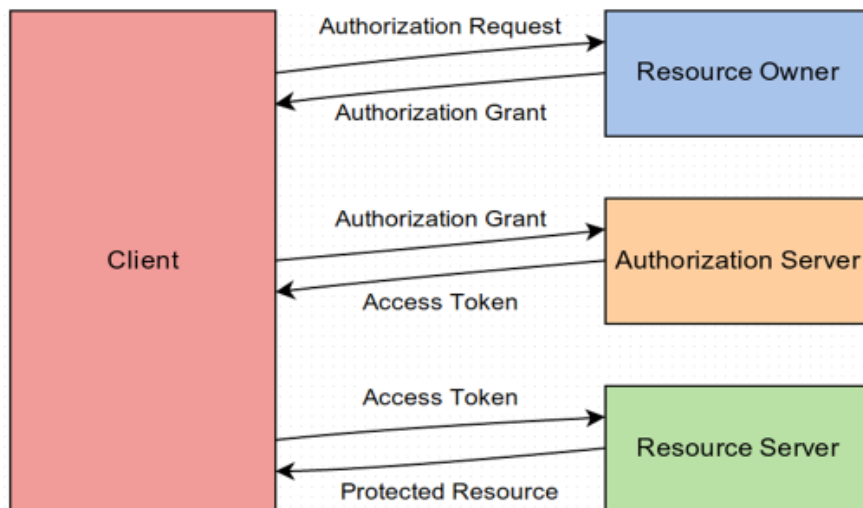 Authorization Request
Resource Owner
Authorization Grant
Authorization Grant
Client
Authorization Server
Access Token
Access Token
Resource Server
Protected Resource